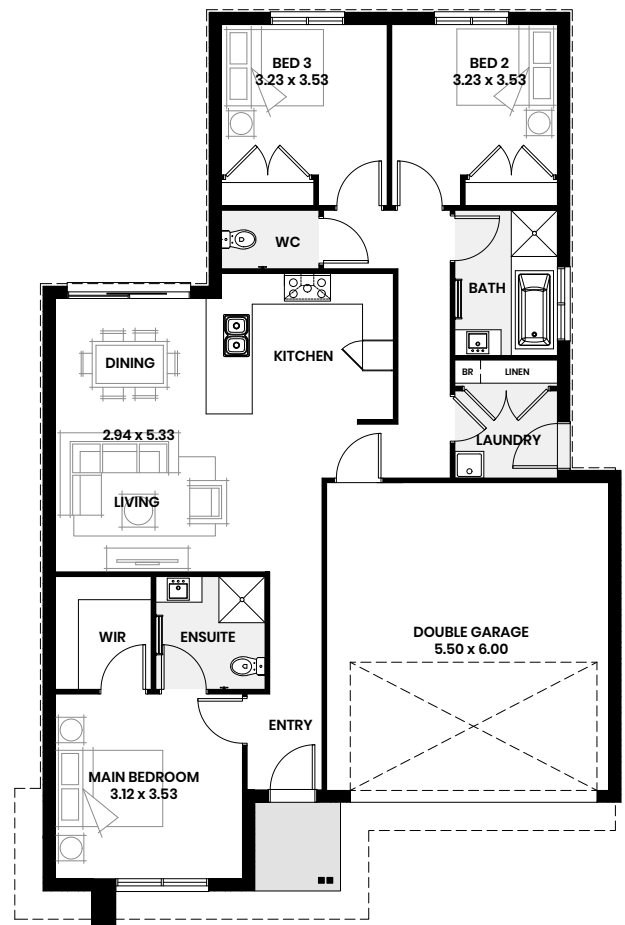 BED 3
3.23 x 3.53
BED 2
3.23 x 3.53
WC
BATH
DINING
KITCHEN
BR
LINEN
2.94 x 5.33
LAUNDRY
LIVING
WIR
ENSUITE
DOUBLE GARAGE
5.50 x 6.00
ENTRY
MAIN BEDROOM
3.12 x 3.53